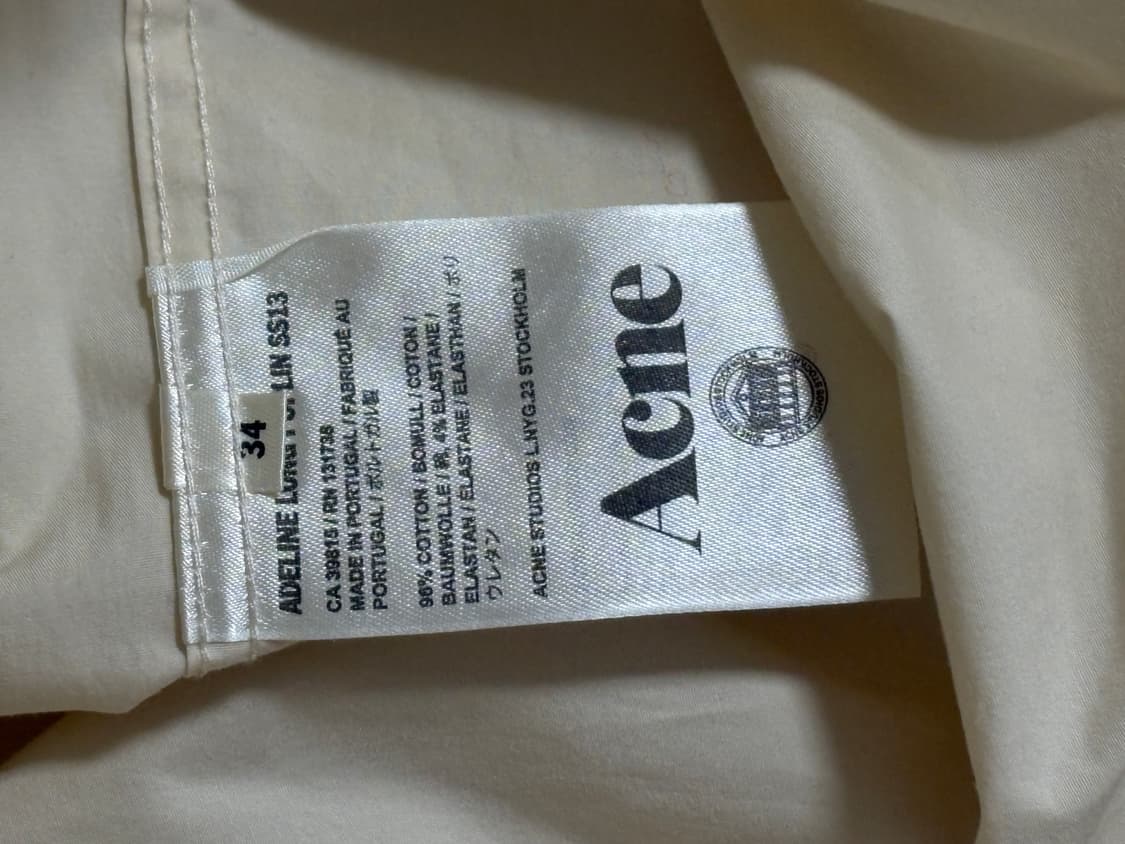 34
ADELINE LONG LIN SS13
CA 39815 / RN 131738
MADE IN PORTUGAL / FABRIQUÉ AU
PORTUGAL / ポルトガル製
96% COTTON / BOMULL / COTTON /
BAUMWOLLE / 綿, 4% ELASTANE /
ELASTAN / ELASTANE / ELASTHAN / ポリ
ウレタン
ACNE STUDIOS L.NYG.23 STOCKHOLM
Acne